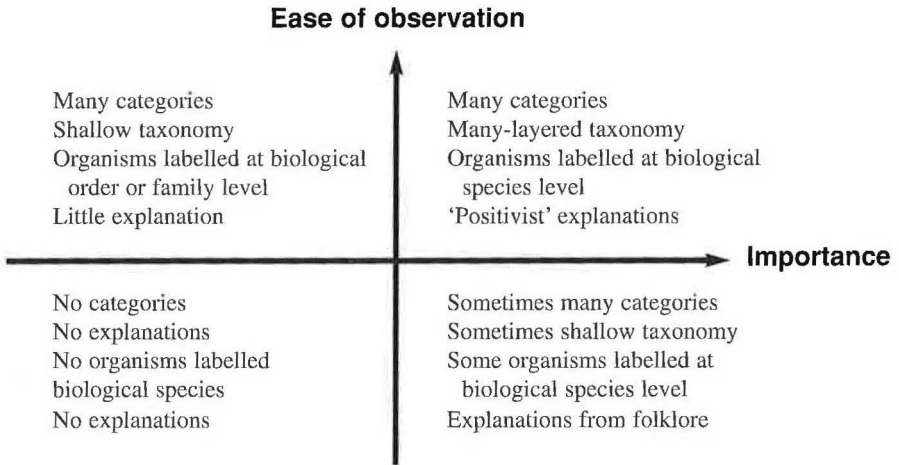 Ease of observation
Many categories
Shallow taxonomy
Organisms labelled at biological
order or family level
Little explanation
Many categories
Many-layered taxonomy
Organisms labelled at biological
species level
‘Positivist’ explanations
Importance
No categories
No explanations
No organisms labelled
biological species
No explanations
Sometimes many categories
Sometimes shallow taxonomy
Some organisms labelled at
biological species level
Explanations from folklore